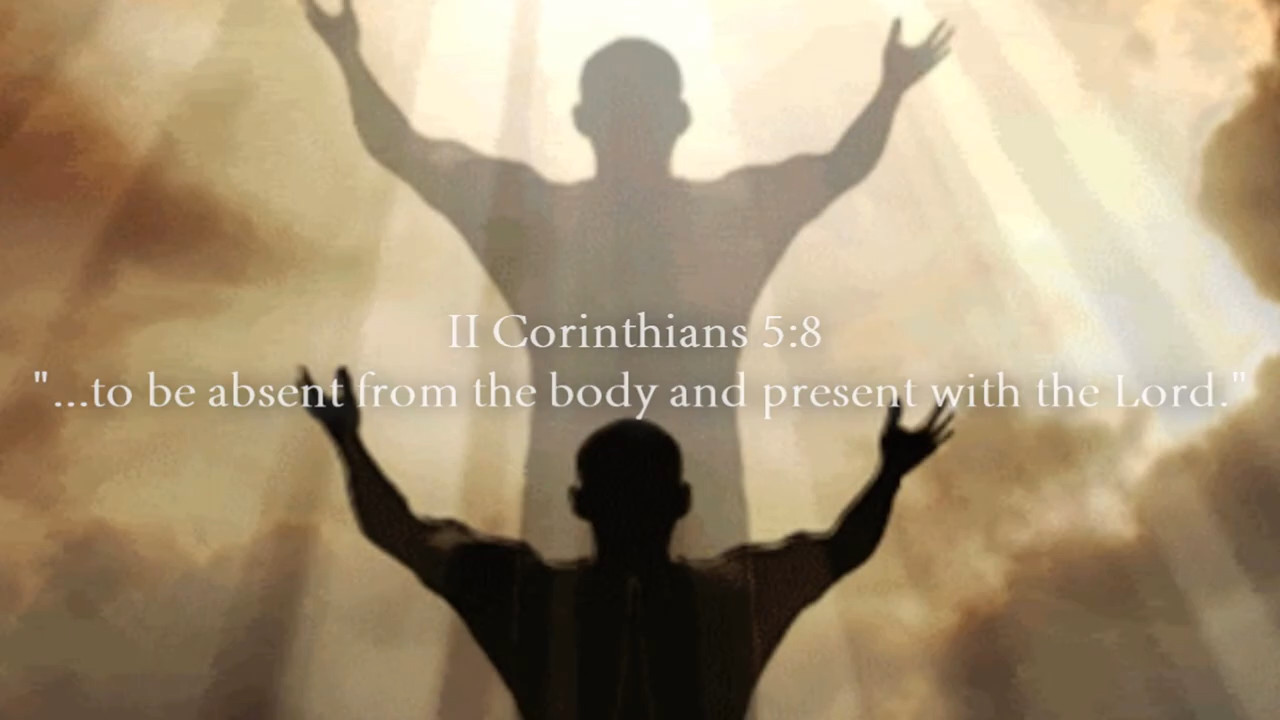 II Corinthians 5:8
"...to be absent from the body and present with the Lord."